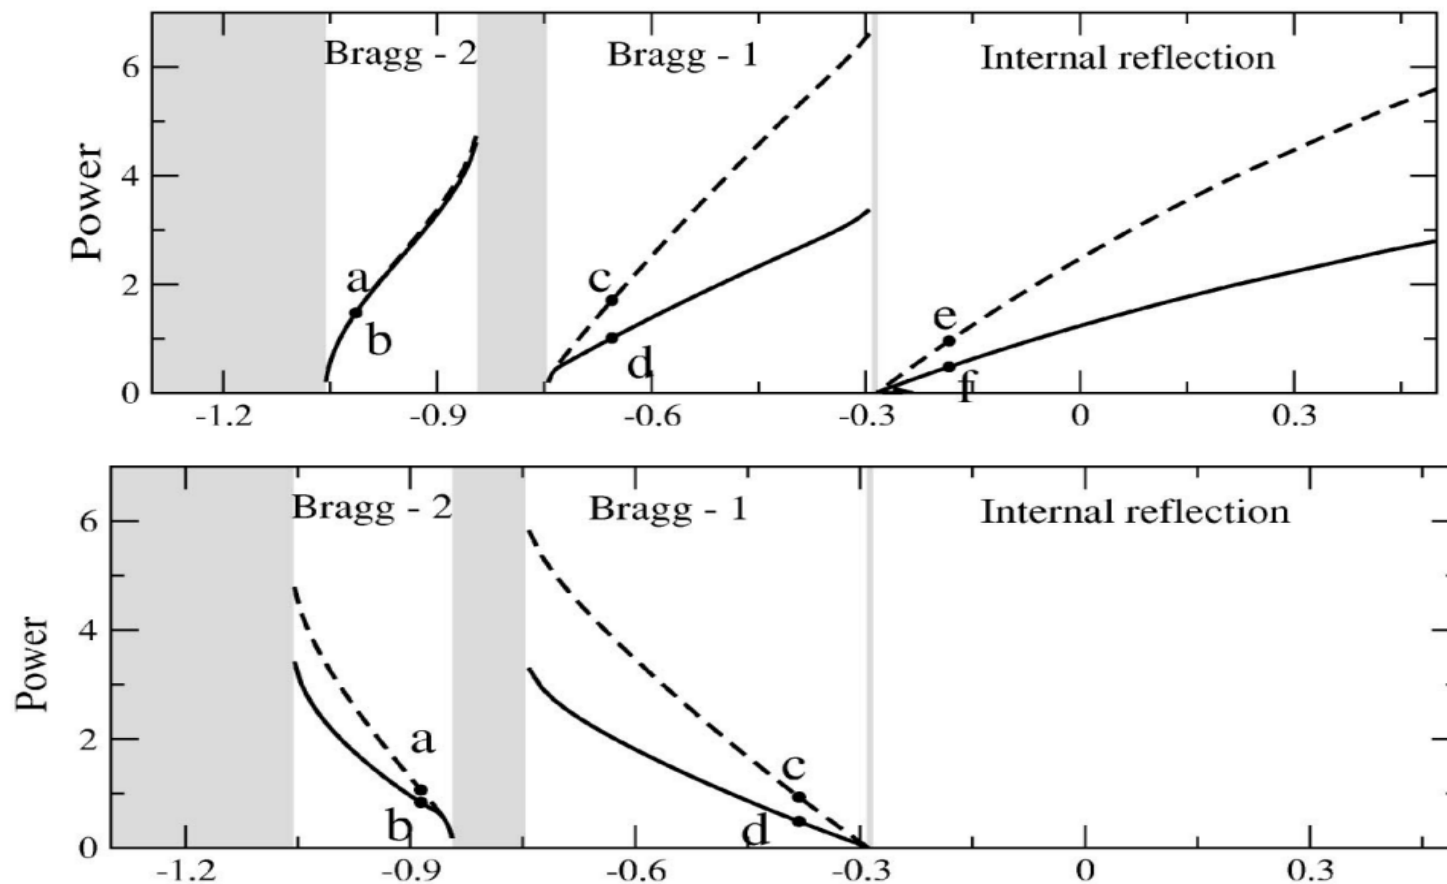 Bragg - 2 Bragg - 1 Internal reflection
6
4
2
0
Power
a
b
c
d
e
f
-1.2 -0.9 -0.6 -0.3 0 0.3
Bragg - 2 Bragg - 1 Internal reflection
6
4
2
0
Power
a
b
c
d
-1.2 -0.9 -0.6 -0.3 0 0.3